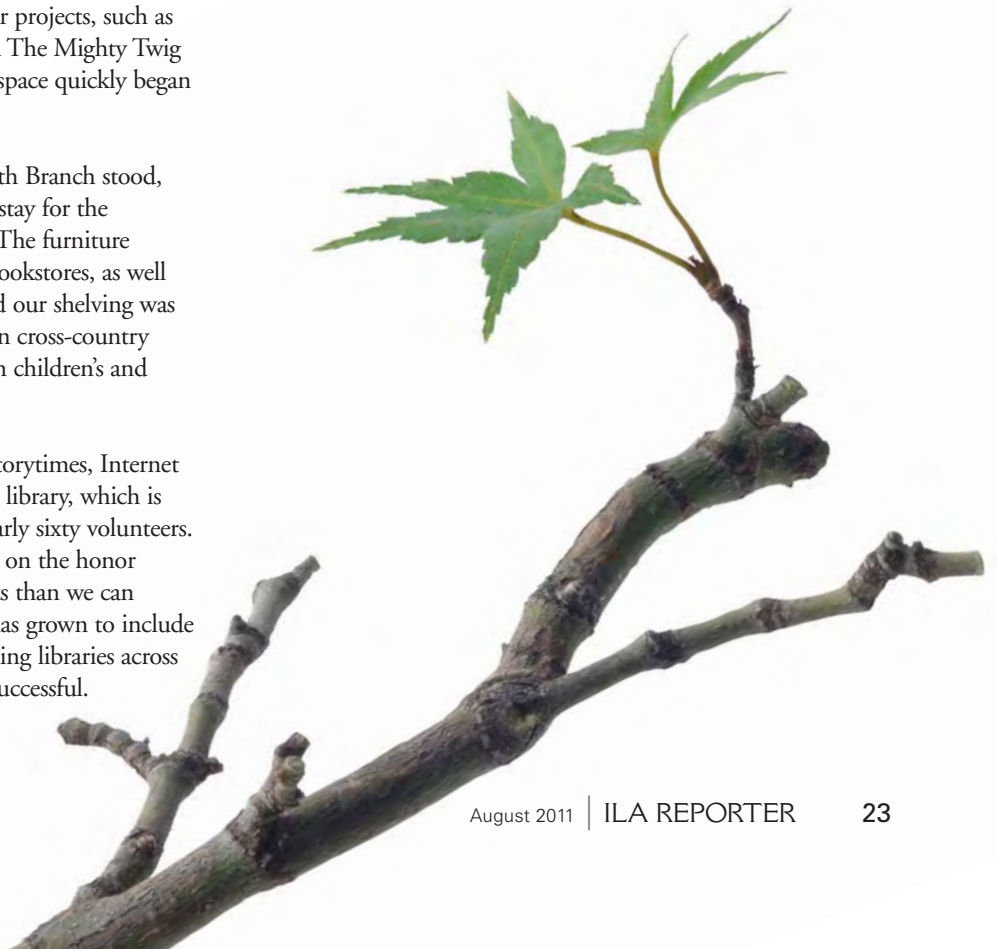 r projects, such as
The Mighty Twig
space quickly began
th Branch stood,
stay for the
The furniture
ookstores, as well
d our shelving was
n cross-country
n children's and
torytimes, Internet
library, which is
arly sixty volunteers.
on the honor
s than we can
as grown to include
ing libraries across
uccessful.
August 2011 | ILA REPORTER 23